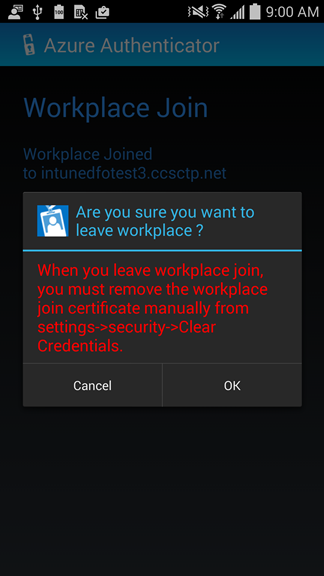 9:00 AM
Azure Authenticator
Workplace Join
Workplace Joined
to intunedfotest3.ccsctp.net
Are you sure you want to
leave workplace ?
When you leave workplace join,
you must remove the workplace
join certificate manually from
settings->security->Clear
Credentials.
Cancel
OK